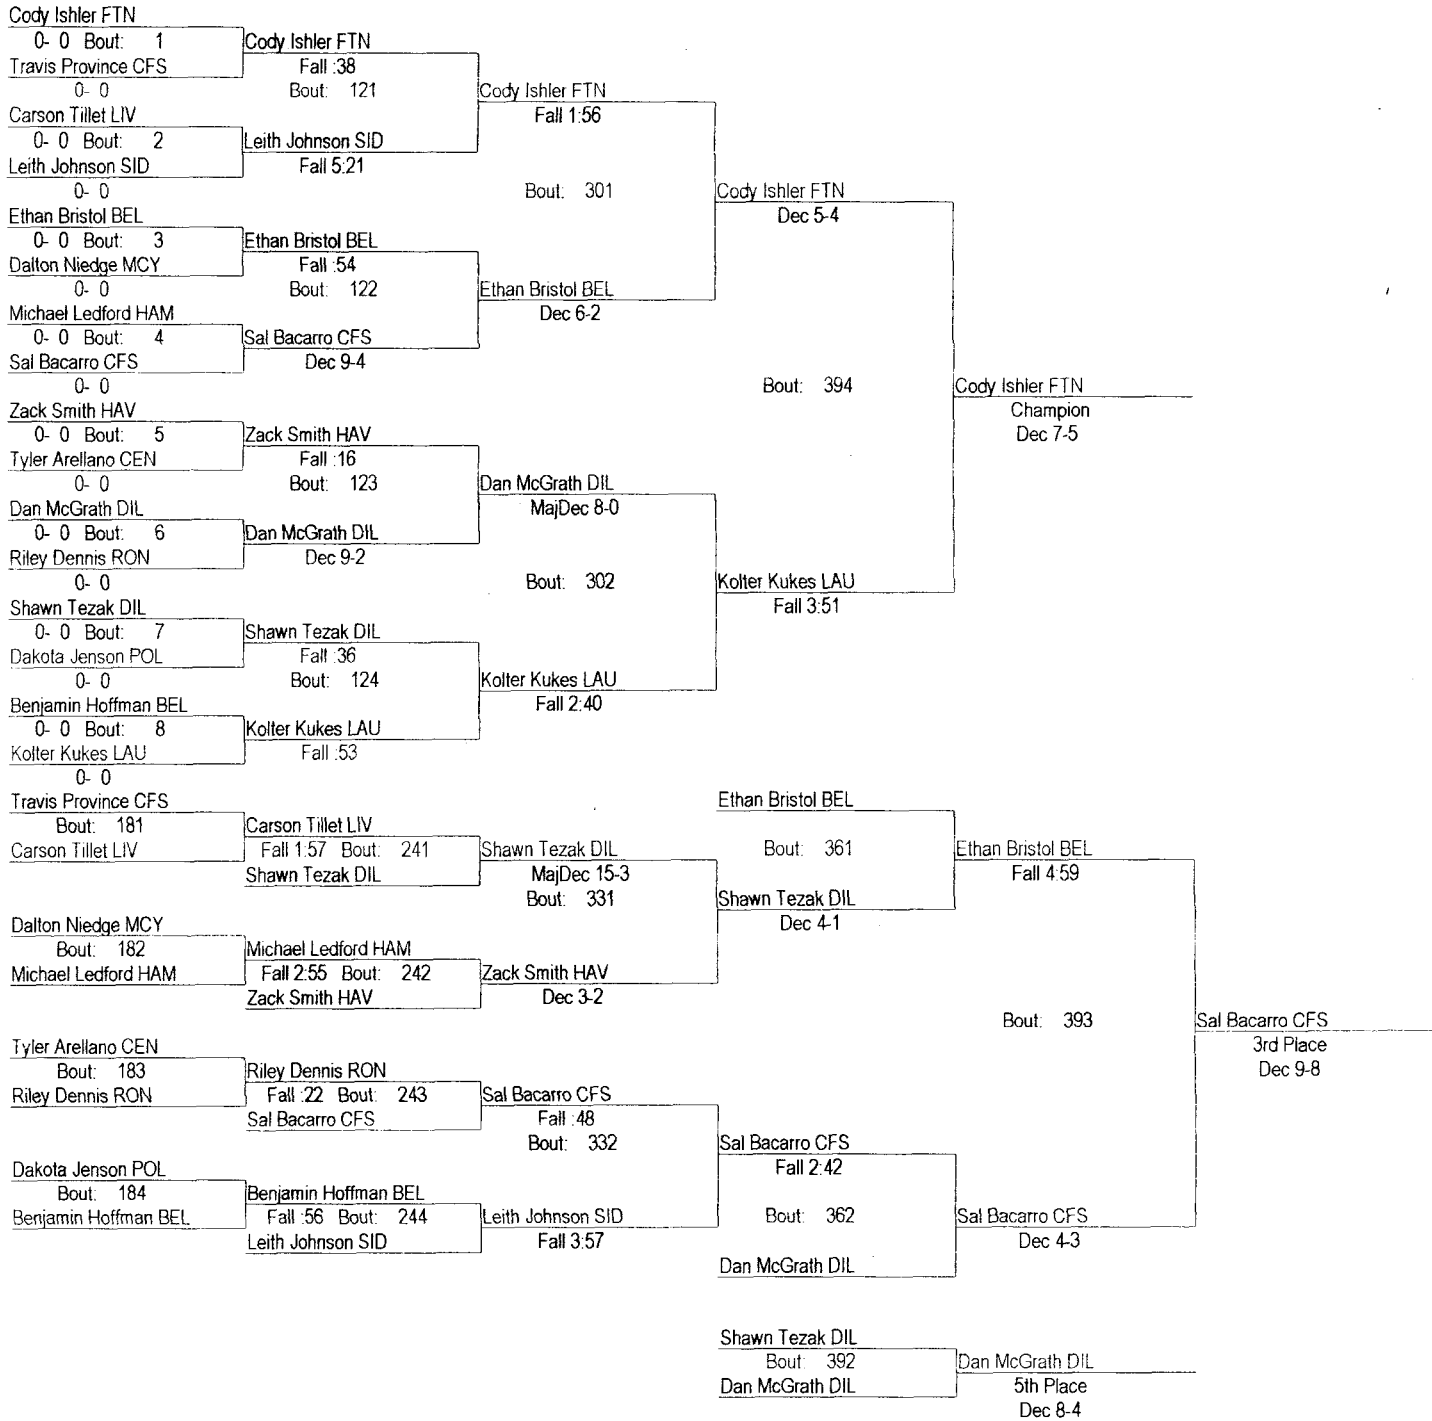 Cody Ishler FTN
0- 0 Bout: 1
Travis Province CFS
0- 0
Carson Tillet LIV
0- 0 Bout: 2
Leith Johnson SID
0- 0
Ethan Bristol BEL
0- 0 Bout: 3
Dalton Niedge MCY
0- 0
Michael Ledford HAM
0- 0 Bout: 4
Sal Bacarro CFS
0- 0
Zack Smith HAV
0- 0 Bout: 5
Tyler Arellano CEN
0- 0
Dan McGrath DIL
0- 0 Bout: 6
Riley Dennis RON
0- 0
Shawn Tezak DIL
0- 0 Bout: 7
Dakota Jenson POL
0- 0
Benjamin Hoffman BEL
0- 0 Bout: 8
Kolter Kukes LAU
0- 0
Cody Ishler FTN
Fall :38
Bout: 121
Leith Johnson SID
Fall 5:21
Ethan Bristol BEL
Fall :54
Bout: 122
Sal Bacarro CFS
Dec 9-4
Zack Smith HAV
Fall :16
Bout: 123
Dan McGrath DIL
Dec 9-2
Shawn Tezak DIL
Fall :36
Bout: 124
Kolter Kukes LAU
Fall :53
Cody Ishler FTN
Fall 1:56
Bout: 301
Ethan Bristol BEL
Dec 6-2
Dan McGrath DIL
MajDec 8-0
Bout: 302
Kolter Kukes LAU
Fall 2:40
Cody Ishler FTN
Dec 5-4
Bout: 394
Kolter Kukes LAU
Fall 3:51
Cody Ishler FTN
Champion
Dec 7-5
Travis Province CFS
Bout: 181
Carson Tillet LIV
Dalton Niedge MCY
Bout: 182
Michael Ledford HAM
Tyler Arellano CEN
Bout: 183
Riley Dennis RON
Dakota Jenson POL
Bout: 184
Benjamin Hoffman BEL
Carson Tillet LIV
Fall 1:57 Bout: 241
Shawn Tezak DIL
Michael Ledford HAM
Fall 2:55 Bout: 242
Zack Smith HAV
Riley Dennis RON
Fall :22 Bout: 243
Sal Bacarro CFS
Benjamin Hoffman BEL
Fall :56 Bout: 244
Leith Johnson SID
Shawn Tezak DIL
MajDec 15-3
Bout: 331
Zack Smith HAV
Dec 3-2
Sal Bacarro CFS
Fall :48
Bout: 332
Leith Johnson SID
Fall 3:57
Ethan Bristol BEL
Bout: 361
Shawn Tezak DIL
Dec 4-1
Sal Bacarro CFS
Fall 2:42
Bout: 362
Dan McGrath DIL
Ethan Bristol BEL
Fall 4:59
Bout: 393
Sal Bacarro CFS
Dec 4-3
Sal Bacarro CFS
3rd Place
Dec 9-8
Shawn Tezak DIL
Bout: 392
Dan McGrath DIL
Dan McGrath DIL
5th Place
Dec 8-4